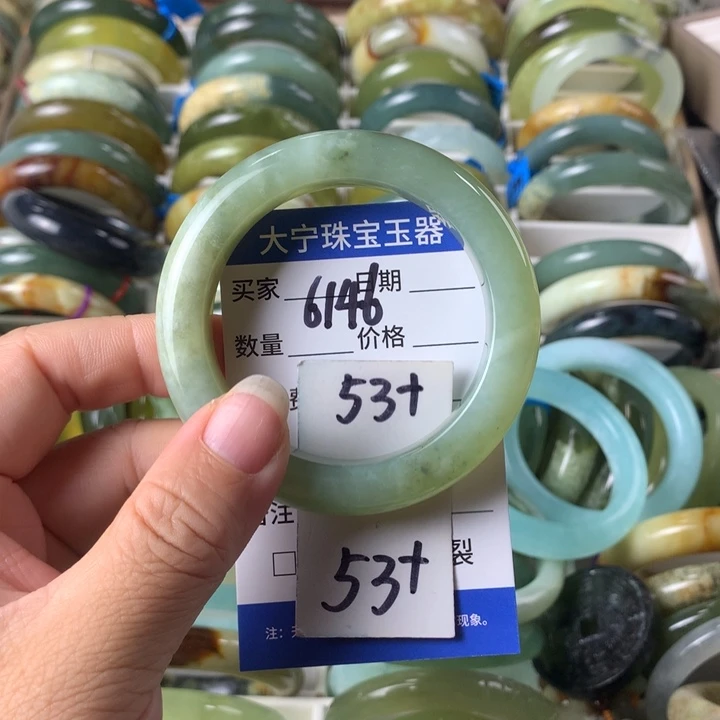 大宁珠宝玉器
买家 6146 日期
数量 价格
53+
注
53+
□ 裂
注: 现象。